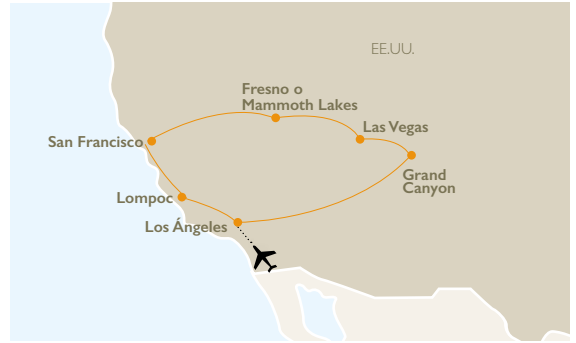 EE.UU.
Fresno o
Mammoth Lakes
Las Vegas
San Francisco
Grand
Canyon
Lompoc
Los Ángeles